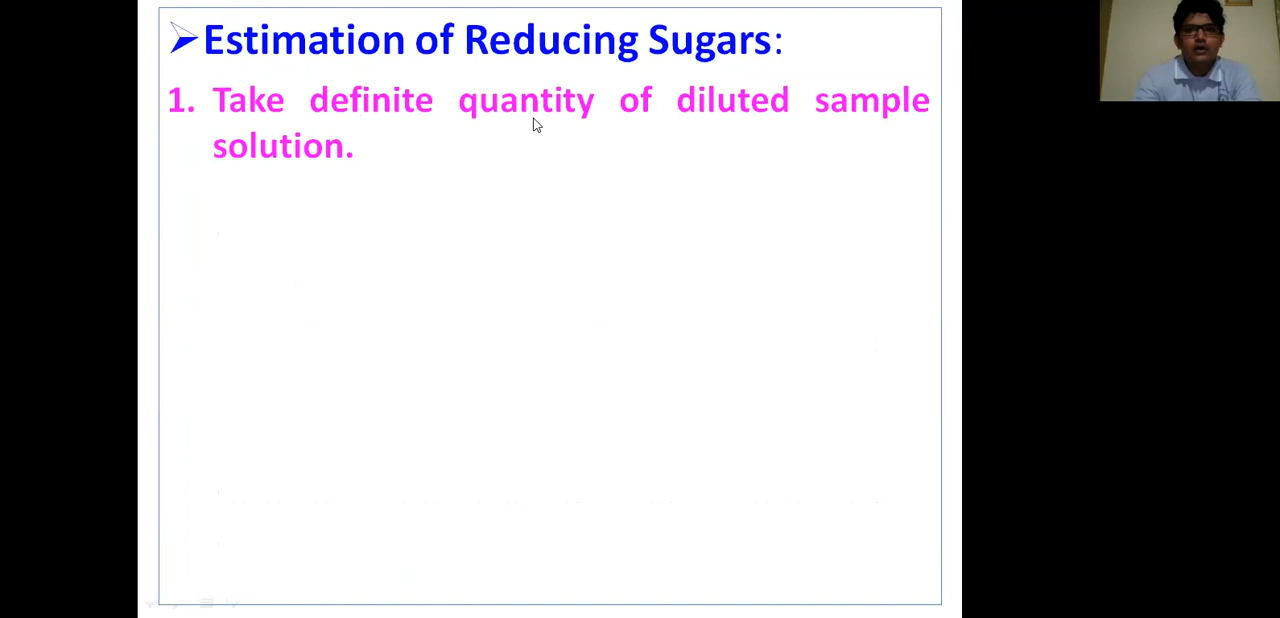 Estimation of Reducing Sugars:
1. Take definite quantity of diluted sample
solution.